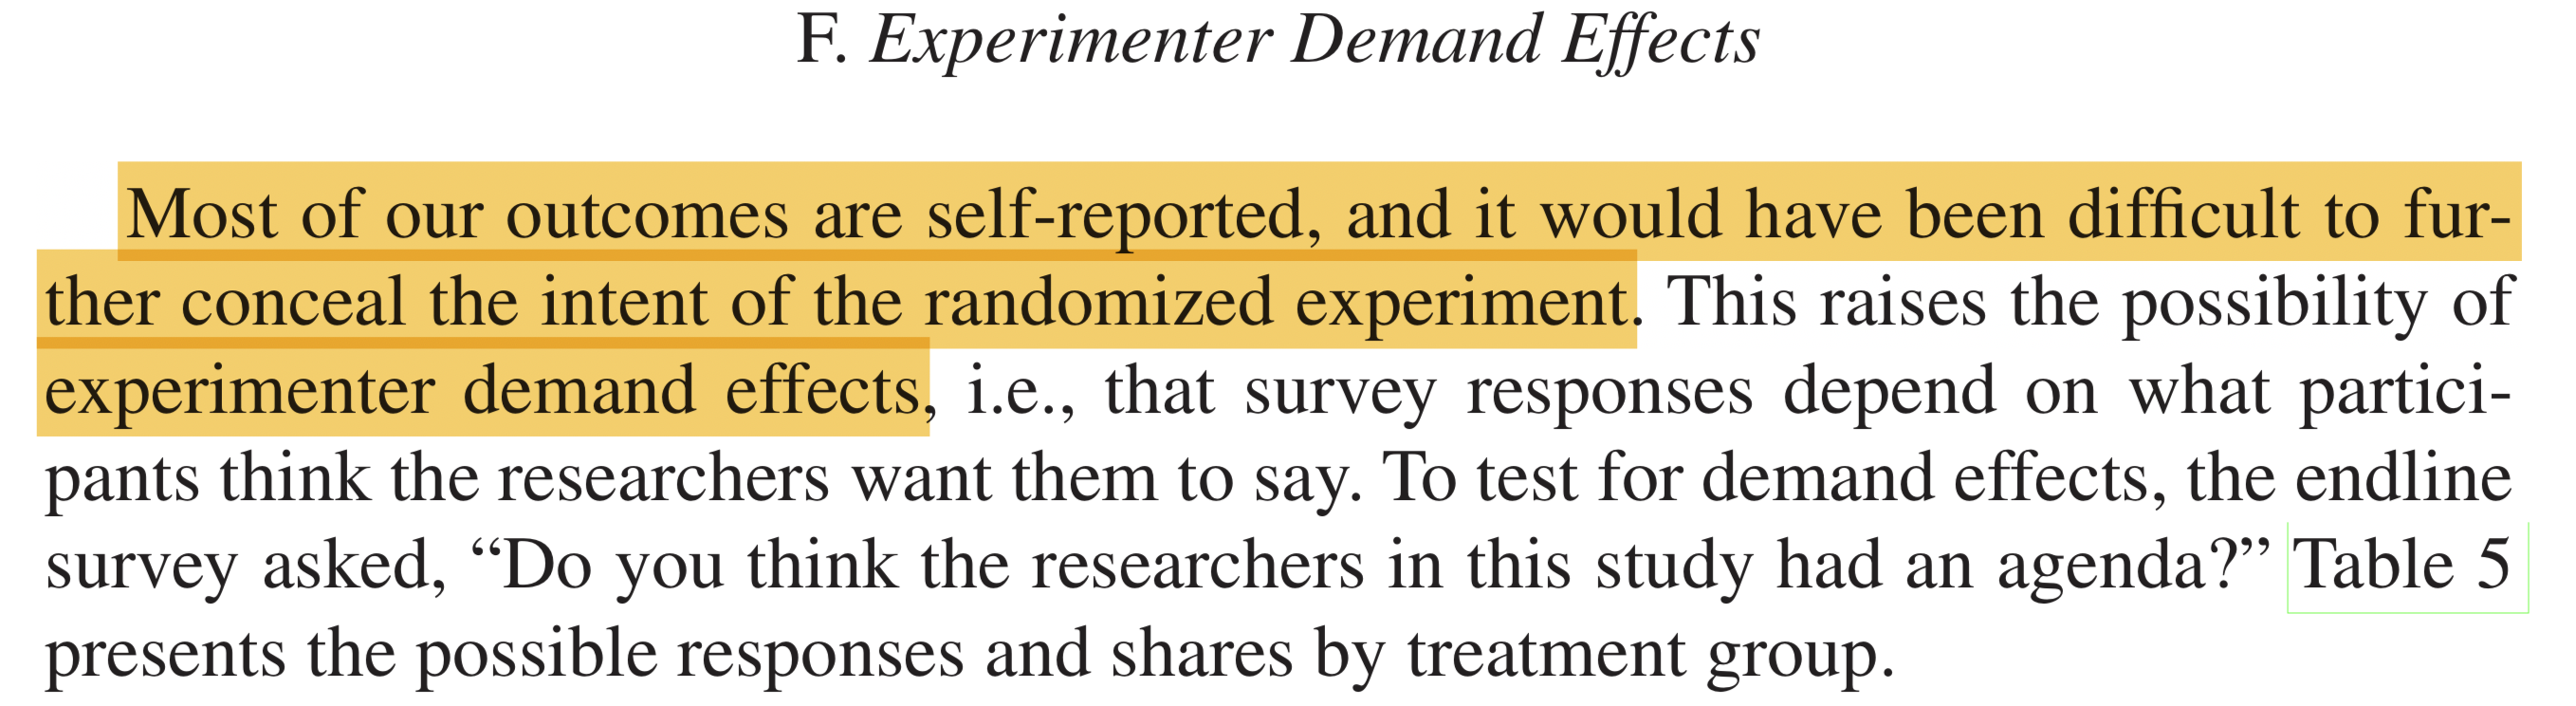 F. Experimenter Demand Effects
Most of our outcomes are self-reported, and it would have been difficult to fur-
ther conceal the intent of the randomized experiment. This raises the possibility of
experimenter demand effects, i.e., that survey responses depend on what partici-
pants think the researchers want them to say. To test for demand effects, the endline
survey asked, “Do you think the researchers in this study had an agenda?” Table 5
presents the possible responses and shares by treatment group.